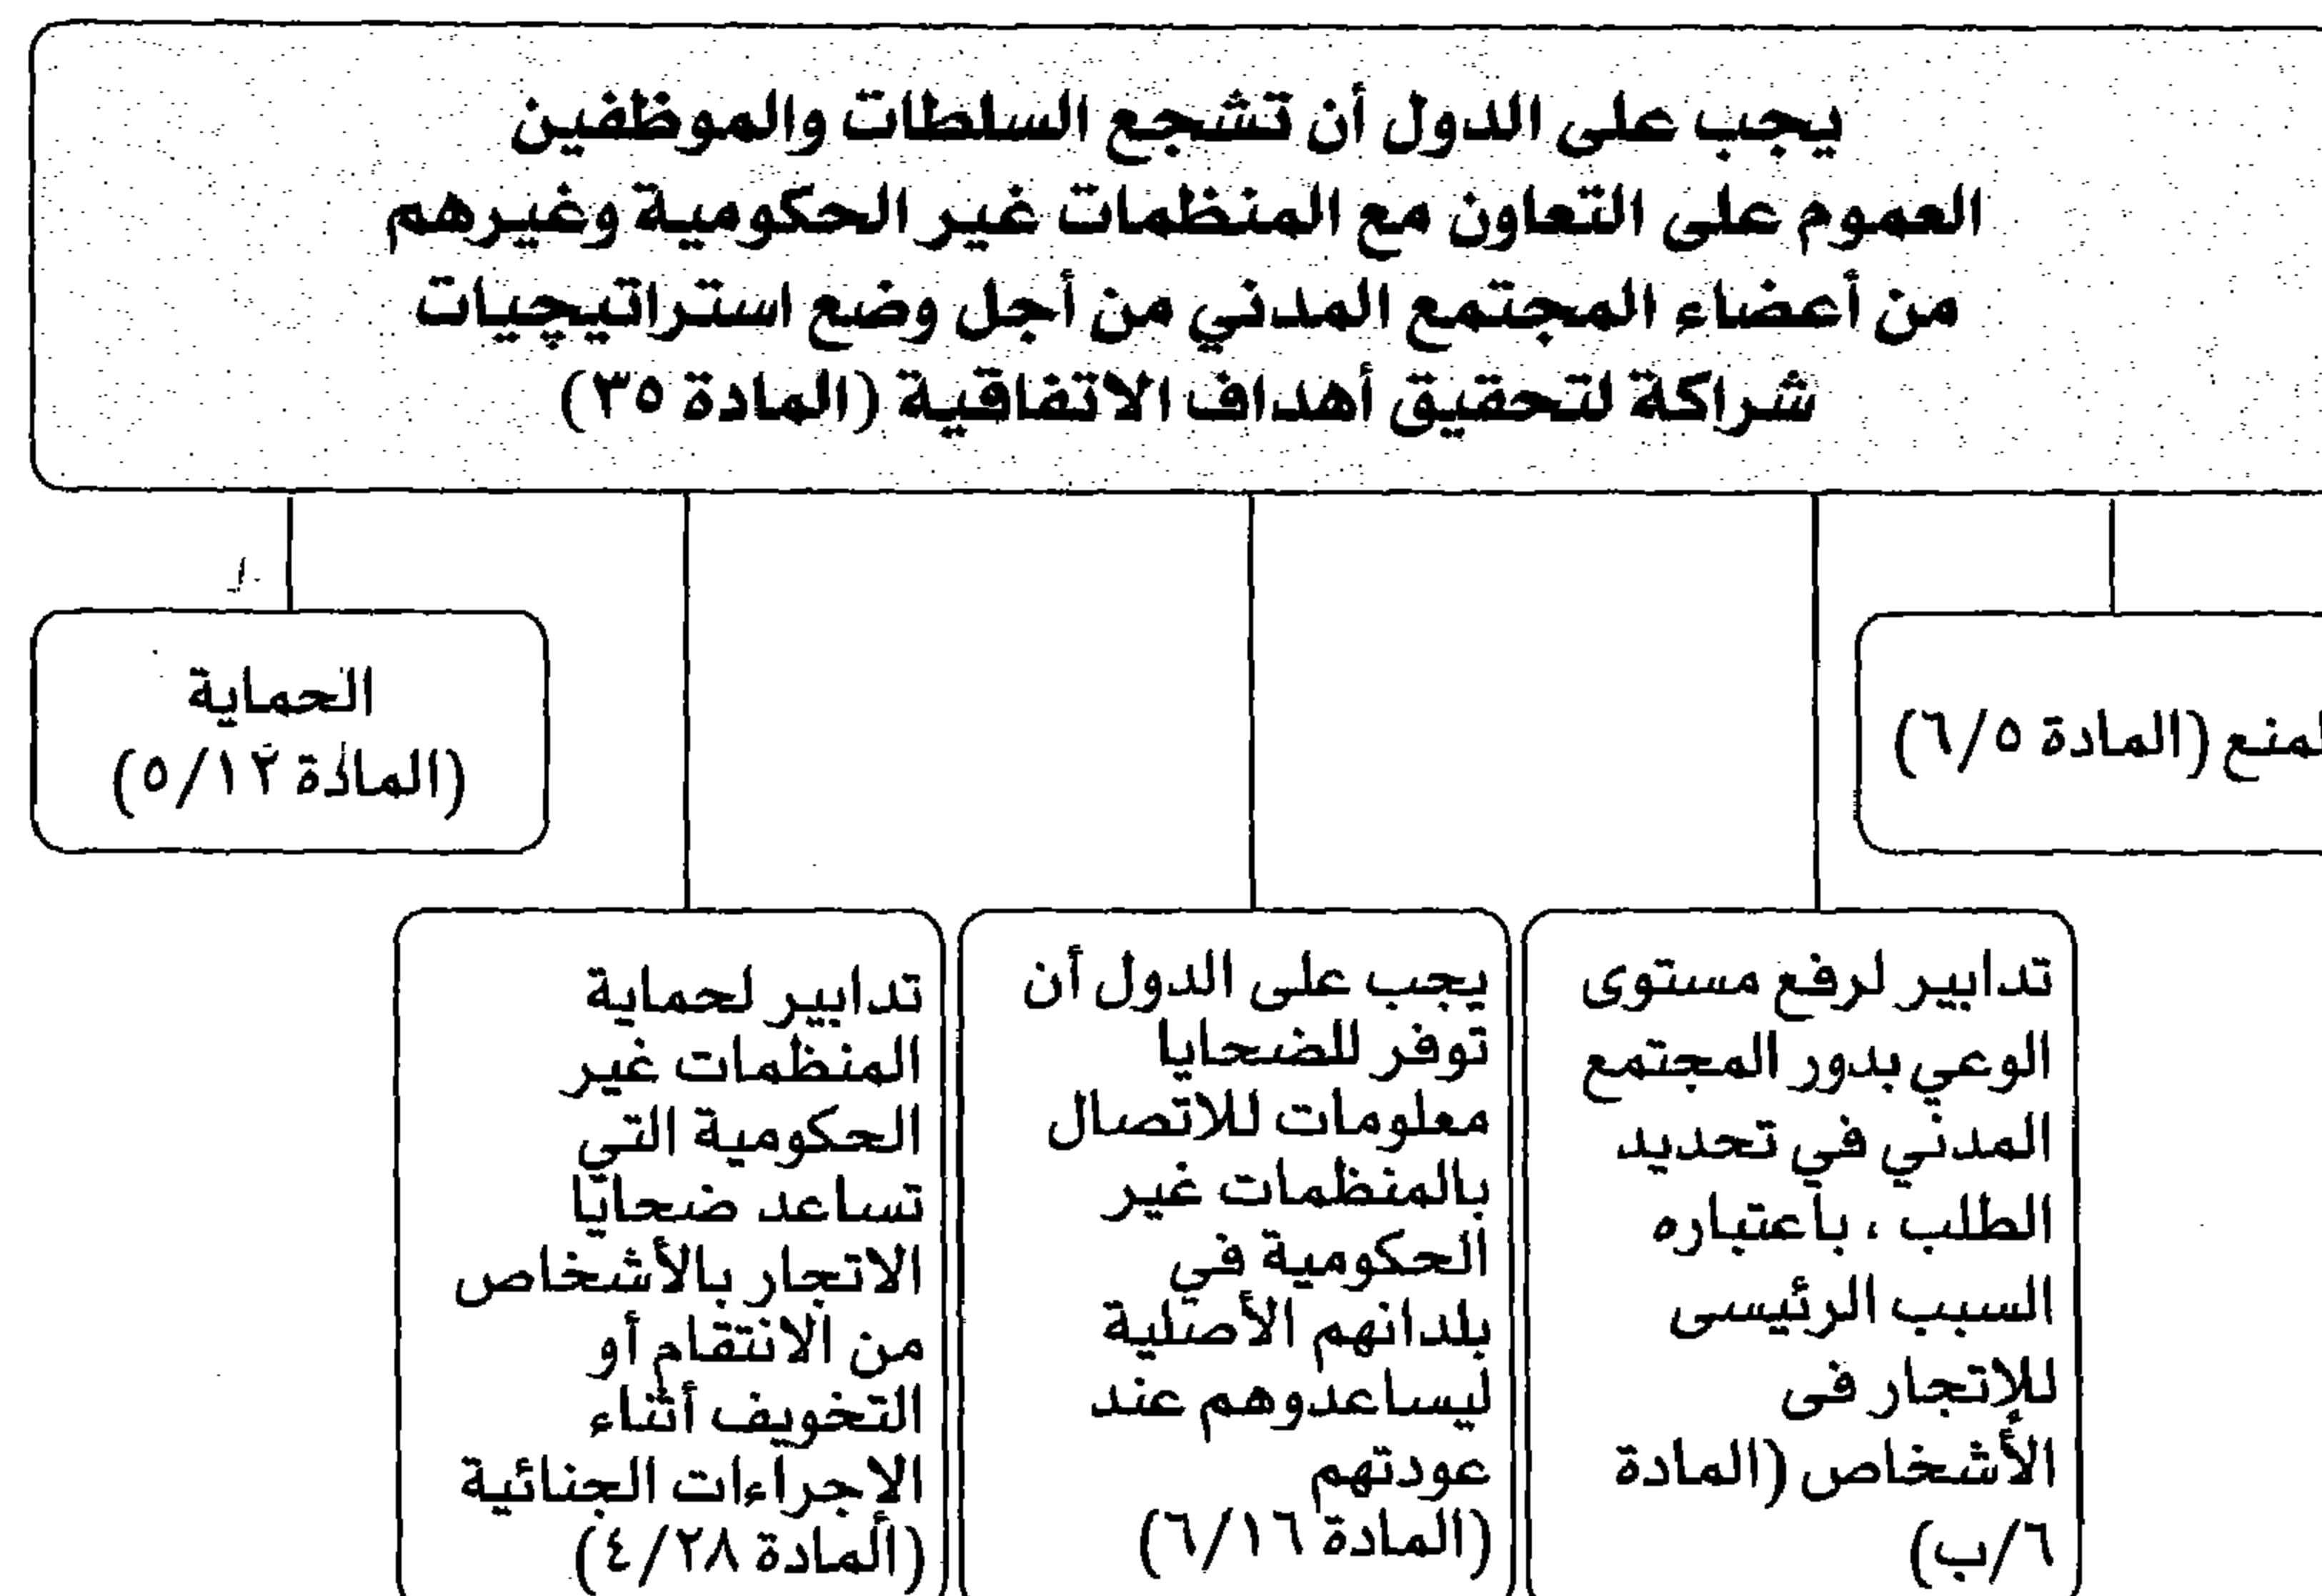 يجب على الدول أن تشجع السلطات والموظفين
العموم على التعاون مع المنظمات غير الحكومية وغيرهم
من أعضاء المجتمع المدني من أجل وضع استراتيچيات
شراكة لتحقيق أهداف الاتفاقية (المادة ٣٥)
لمنع (المادة ٦/٥)
الحماية
(المادة ٥/١٢)
تدابير لرفع مستوى
الوعي بدور المجتمع
المدني في تحديد
الطلب ، باعتباره
السبب الرئيسى
للإتجار فى
الأشخاص (المادة
٦/ب)
يجب على الدول أن
توفر للضحايا
معلومات للاتصال
بالمنظمات غير
الحكومية في
بلدانهم الأصلية
ليساعدوهم عند
عودتهم
(المادة ٦/١٦)
تدابير لحماية
المنظمات غير
الحكومية التي
تساعد ضحايا
الاتجار بالأشخاص
من الانتقام أو
التخويف أثناء
الإجراءات الجنائية
(المادة ٤/٢٨)